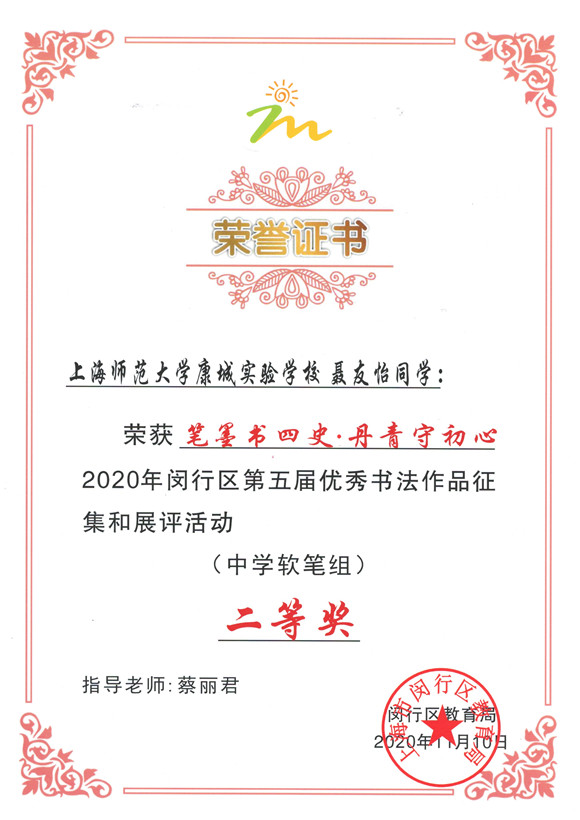 荣誉证书
上海师范大学康城实验学校 聂友怡同学：
荣获 笔墨书四史·丹青守初心
2020年闵行区第五届优秀书法作品征
集和展评活动
（中学软笔组）
二等奖
指导老师:蔡丽君
闵行区教育局
2020年11月10日
上海市闵行区教育局